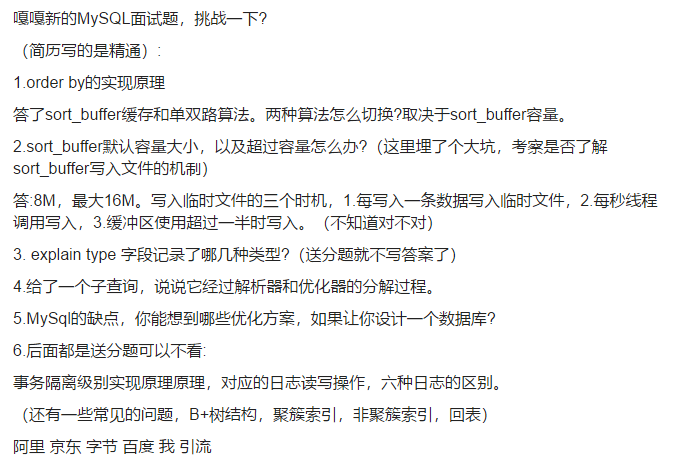 嘎嘎新的MySQL面试题，挑战一下?
（简历写的是精通）:
1.order by的实现原理
答了sort_buffer缓存和单双路算法。两种算法怎么切换?取决于sort_buffer容量。
2.sort_buffer默认容量大小，以及超过容量怎么办?（这里埋了个大坑，考察是否了解
sort_buffer写入文件的机制）
答:8M，最大16M。写入临时文件的三个时机，1.每写入一条数据写入临时文件，2.每秒线程
调用写入，3.缓冲区使用超过一半时写入。（不知道对不对）
3. explain type 字段记录了哪几种类型?（送分题就不写答案了）
4.给了一个子查询，说说它经过解析器和优化器的分解过程。
5.MySql的缺点，你能想到哪些优化方案，如果让你设计一个数据库?
6.后面都是送分题可以不看:
事务隔离级别实现原理原理，对应的日志读写操作，六种日志的区别。
（还有一些常见的问题，B+树结构，聚簇索引，非聚簇索引，回表）
阿里 京东 字节 百度 我 引流